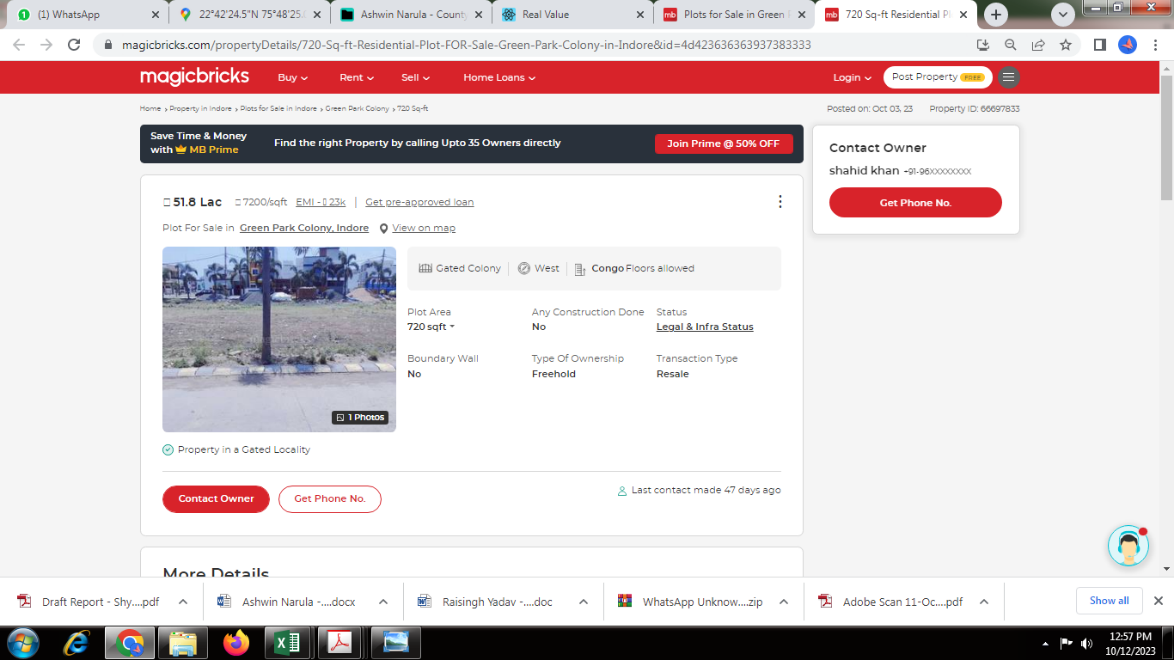 (1) WhatsApp
22°42'24.5"N 75°48'25.
Ashwin Narula - County
Real Value
Plots for Sale in Green P
720 Sq-ft Residential Pl
magicbricks.com/propertyDetails/720-Sq-ft-Residential-Plot-FOR-Sale-Green-Park-Colony-in-Indore&id=4d423636363937383333
magicbricks Buy Rent Sell Home Loans Login Post Property FREE
Home > Property in Indore > Plots for Sale in Indore > Green Park Colony > 720 Sq-ft Posted on: Oct 03, 23 Property ID: 66697833
Save Time & Money
with MB Prime
Find the right Property by calling Upto 35 Owners directly
Join Prime @ 50% OFF
Contact Owner
shahid khan +91-96XXXXXXXX
Get Phone No.
51.8 Lac 7200/sqft EMI - 23k | Get pre-approved loan
Plot For Sale in Green Park Colony, Indore View on map
Gated Colony West Congo Floors allowed
Plot Area Any Construction Done Status
720 sqft No Legal & Infra Status
Boundary Wall Type Of Ownership Transaction Type
No Freehold Resale
1 Photos
Property in a Gated Locality
Contact Owner Get Phone No. Last contact made 47 days ago
More Details
Draft Report - Shy....pdf Ashwin Narula -....docx Raisingh Yadav -....doc WhatsApp Unknow....zip Adobe Scan 11-Oc....pdf Show all
12:57 PM
10/12/2023